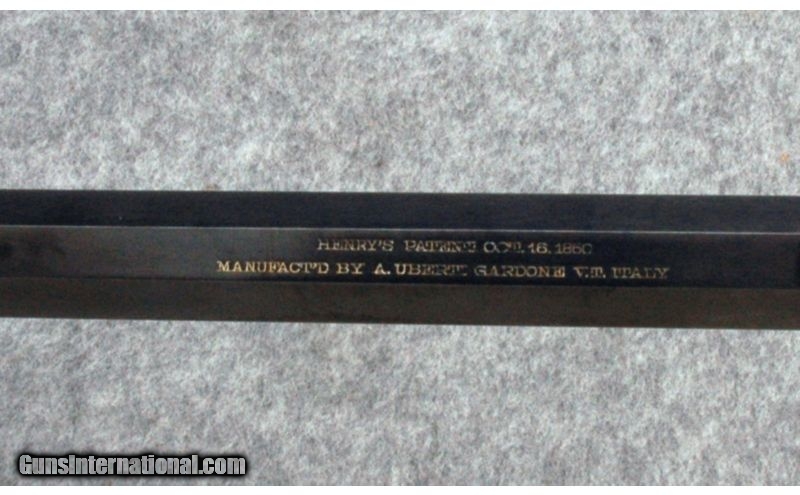 HENRY'S PATENT. OCT. 16. 1860
MANUFACT'D BY A. UBERTI. GARDONE V.T. ITALY
GunsInternational.com